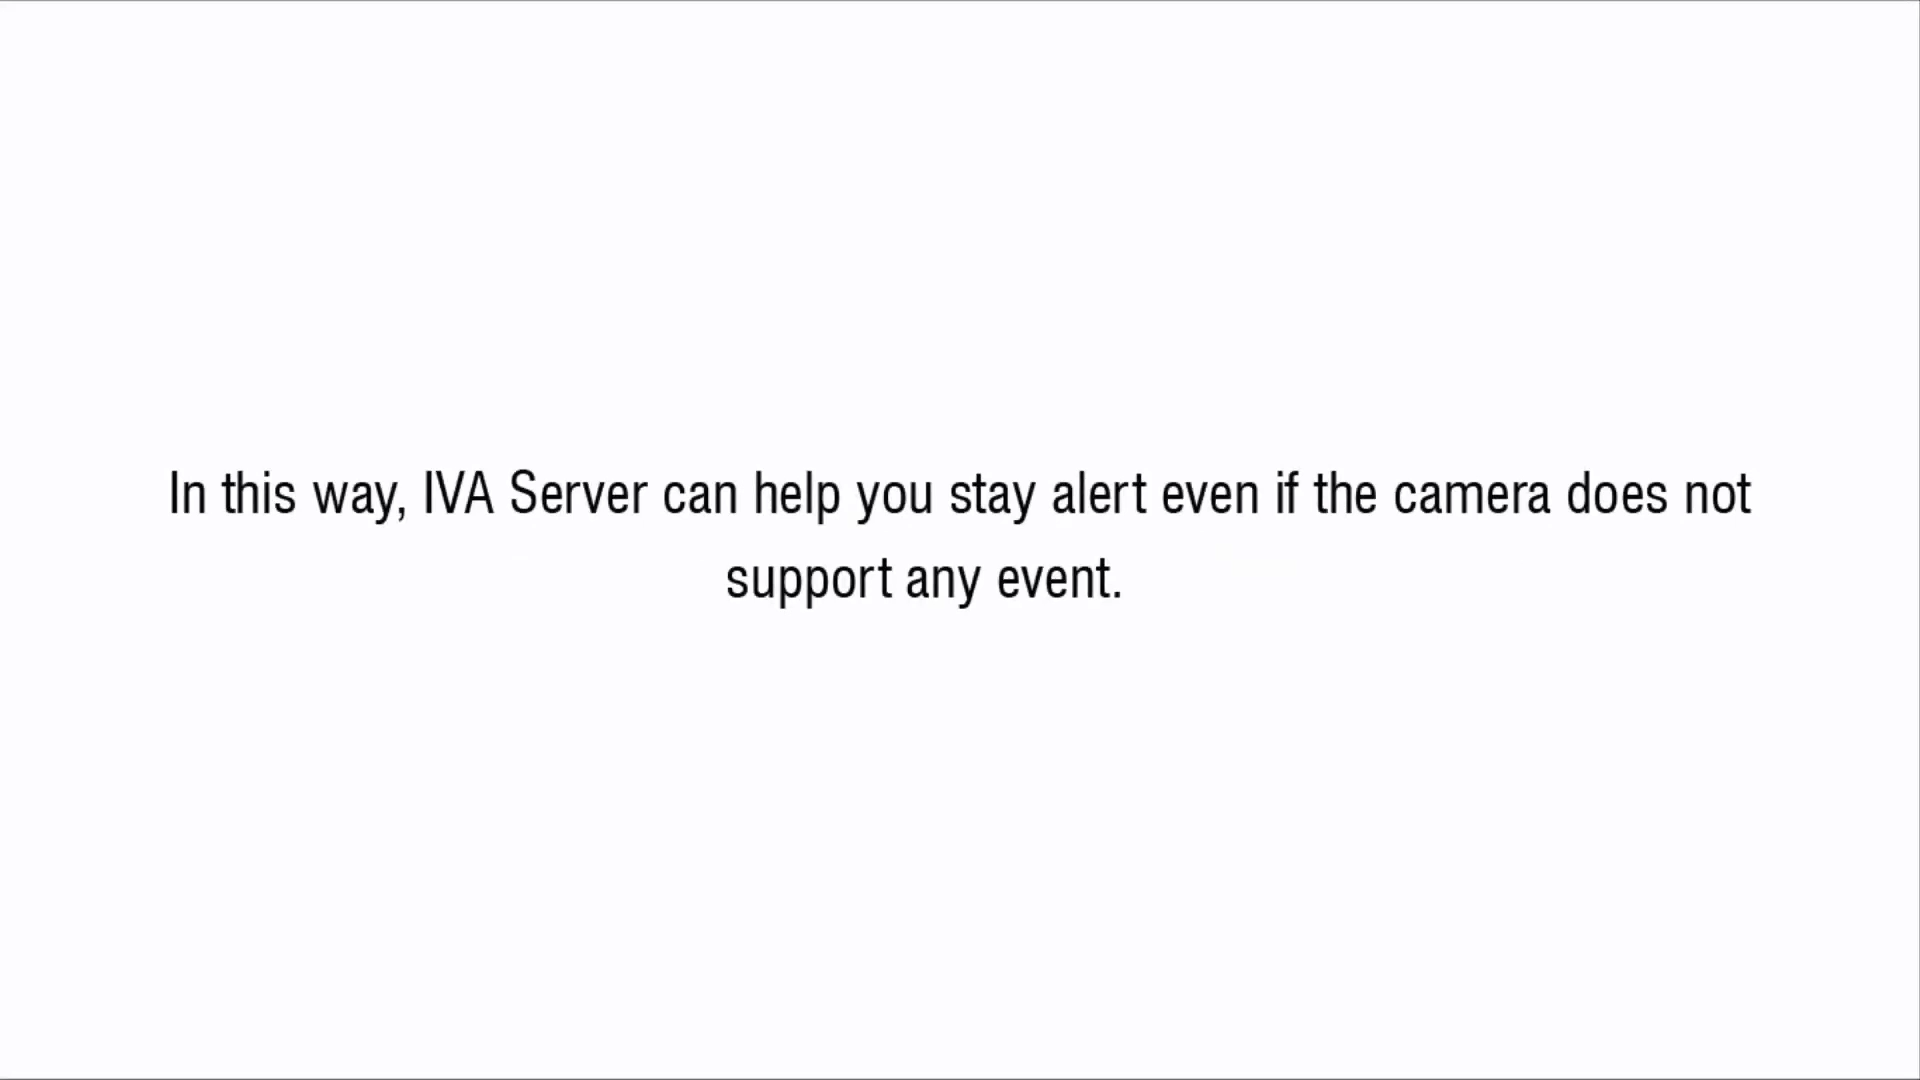 In this way, IVA Server can help you stay alert even if the camera does not
support any event.